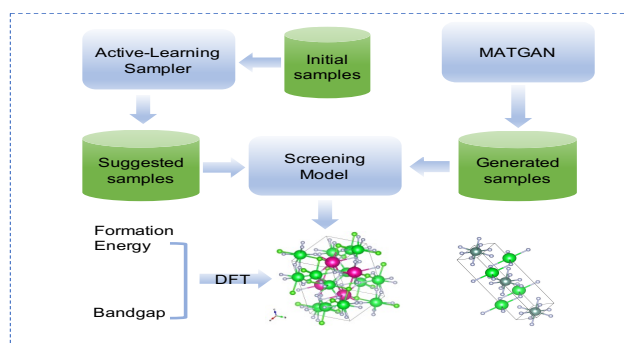 Active-Learning
Sampler
Initial
samples
MATGAN
Suggested
samples
Screening
Model
Generated
samples
Formation
Energy
DFT
Bandgap